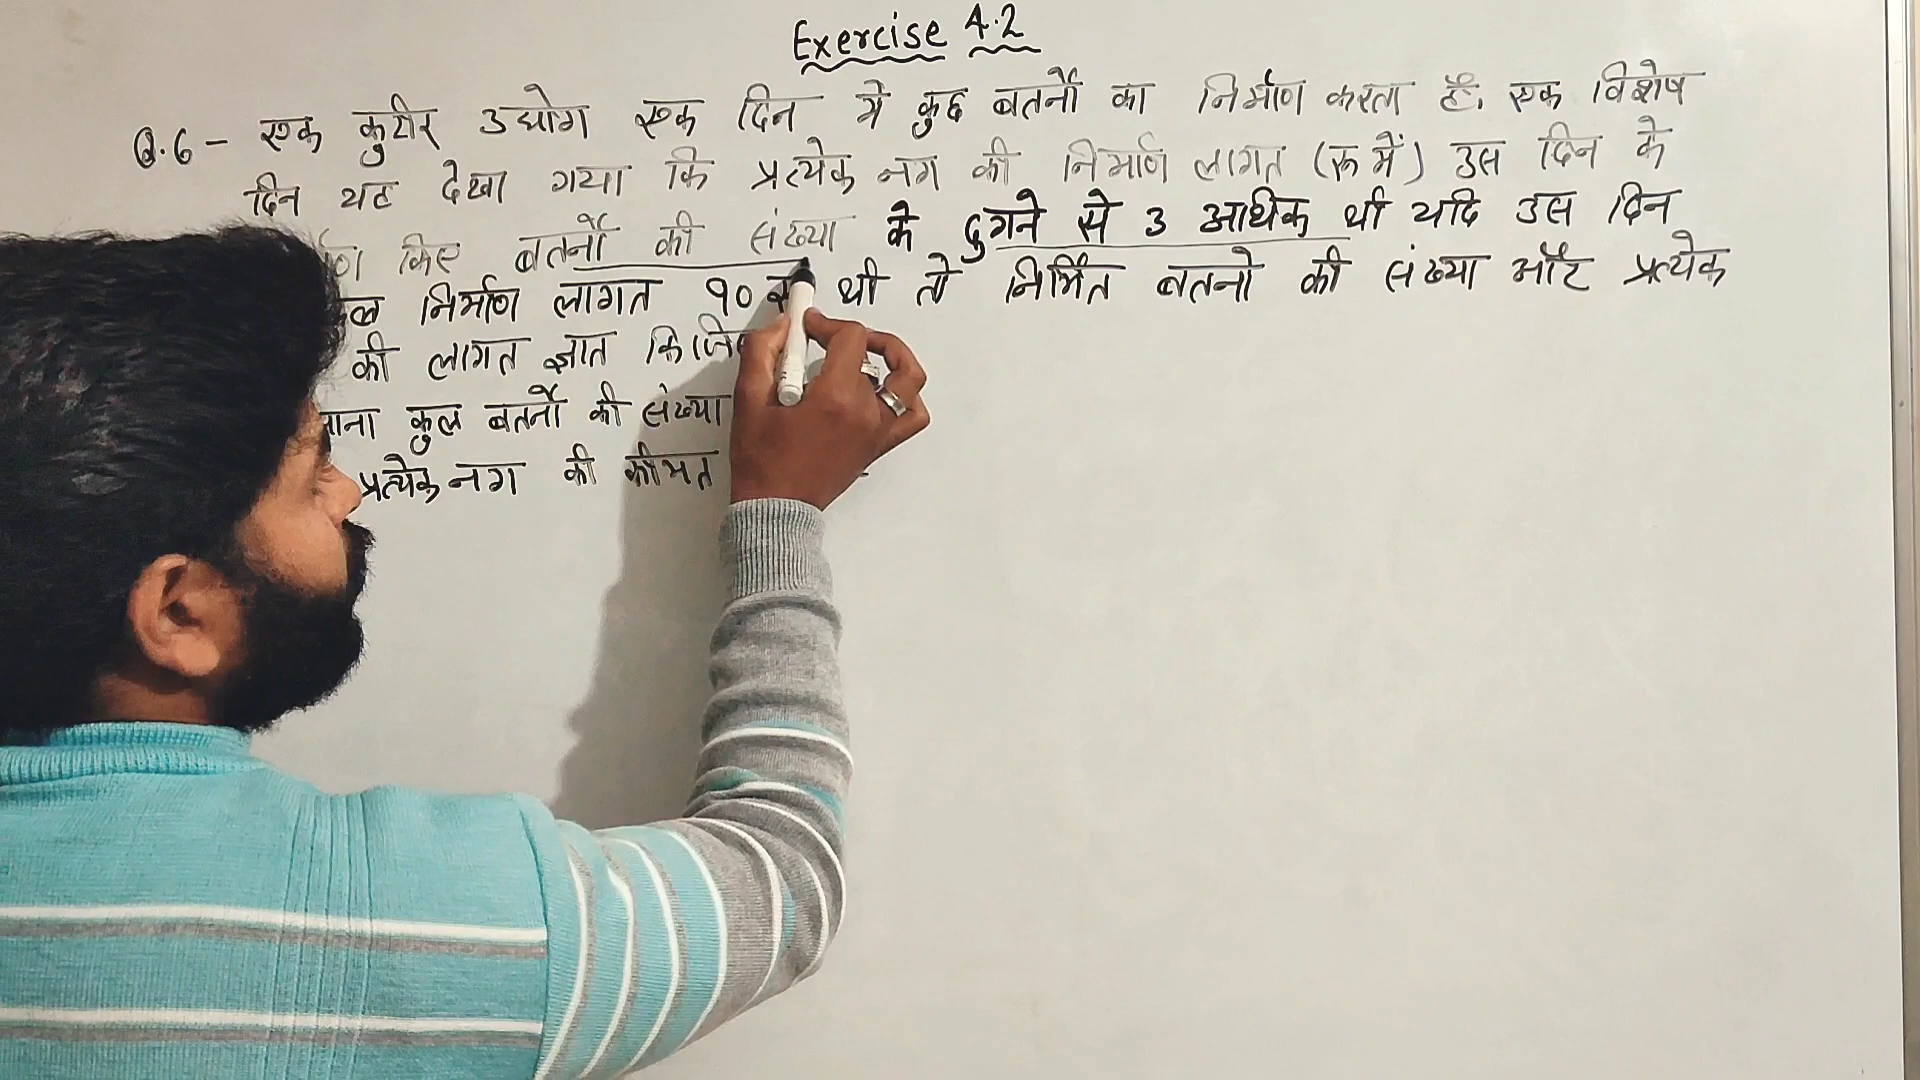 Exercise 4.2
Q.6 - एक कुटीर उद्योग एक दिन मे कुछ बर्तनों का निर्माण करता है. एक विशेष
दिन यह देखा गया कि प्रत्येक नग की निर्माण लागत (रू में) उस दिन के
किए बर्तनों की संख्या के दुगने से 3 अधिक थी यदि उस दिन
निर्माण लागत 90 थी तो निर्मित बर्तनो की संख्या और प्रत्येक
की लागत ज्ञात किजिए
माना कुल बर्तनों की संख्या
प्रत्येक नग की कीमत